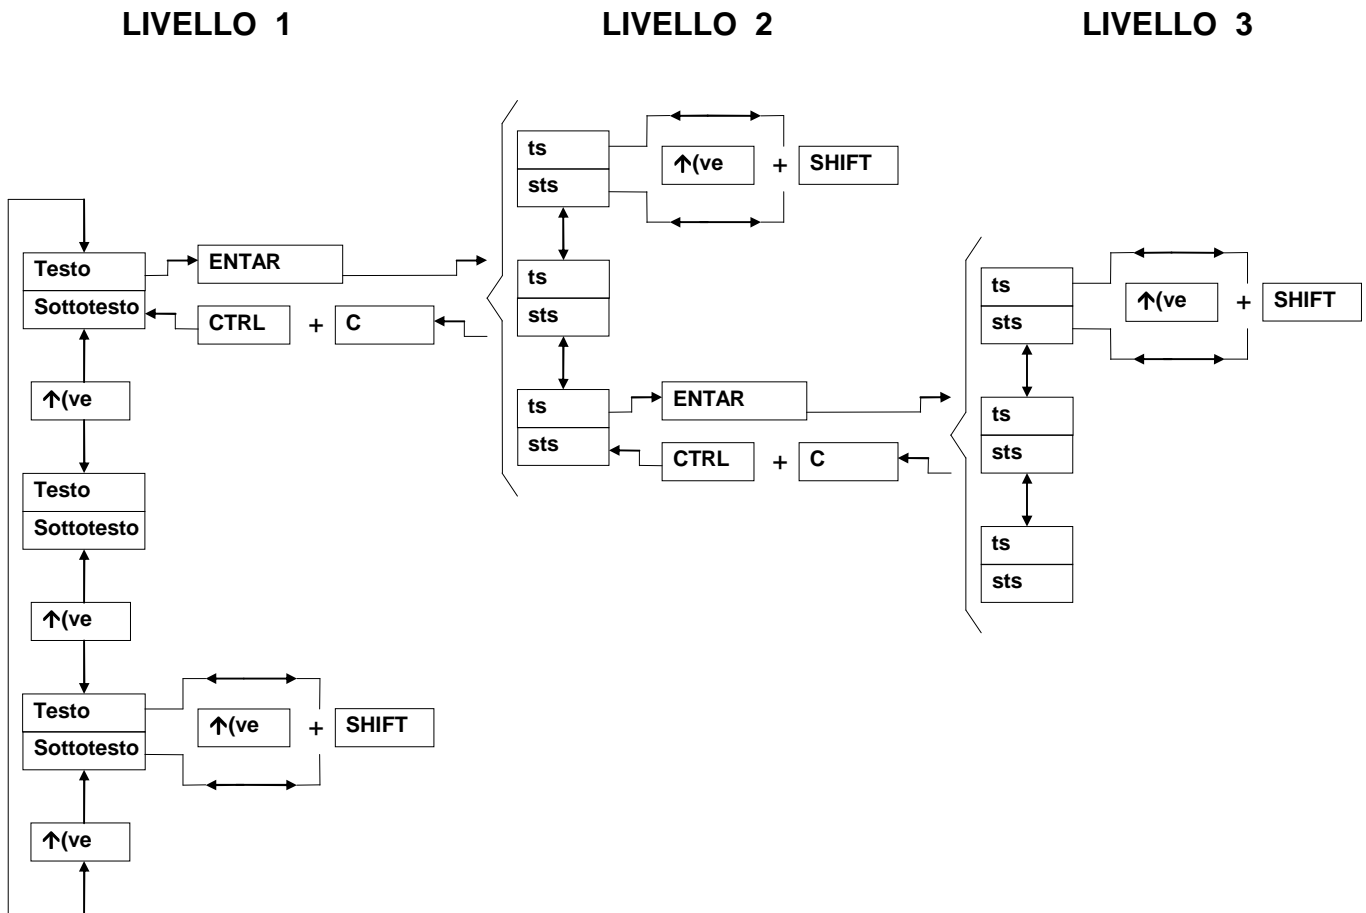 LIVELLO 1
LIVELLO 2
LIVELLO 3
ts
sts
↑(ve + SHIFT
Testo
Sottotesto
ENTAR
CTRL + C
ts
sts
ts
sts
↑(ve + SHIFT
↑(ve
ts
sts
ENTAR
CTRL + C
ts
sts
Testo
Sottotesto
ts
sts
↑(ve
Testo
Sottotesto
↑(ve + SHIFT
↑(ve